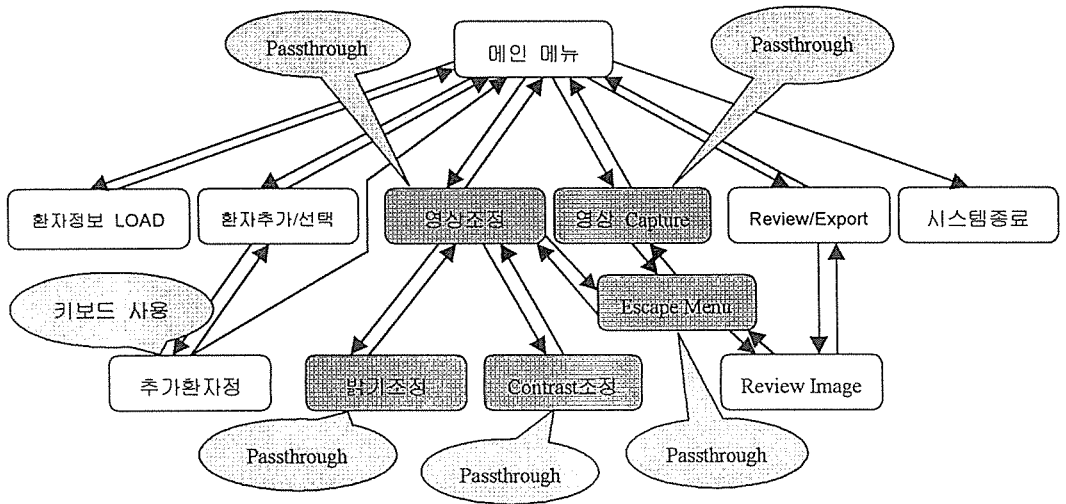 Passthrough
메인 메뉴
Passthrough
환자정보 LOAD
환자추가/선택
영상조정
영상 Capture
Review/Export
시스템종료
키보드 사용
Escape Menu
추가환자정
밝기조정
Contrast조정
Review Image
Passthrough
Passthrough
Passthrough